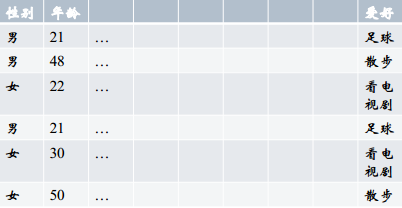 性别 年龄 爱好
男 21 … 足球
男 48 … 散步
女 22 … 看电
视剧
男 21 … 足球
女 30 … 看电
视剧
女 50 … 散步